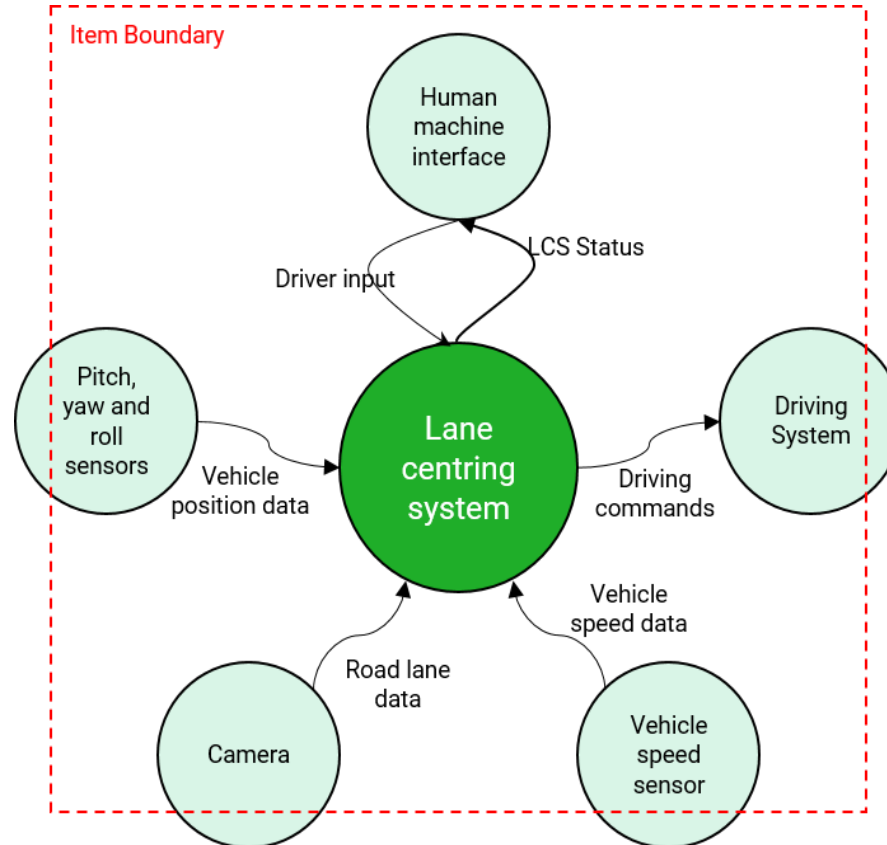 Item Boundary
Human
machine
interface
LCS Status
Driver input
Pitch,
yaw and
roll
sensors
Vehicle
position data
Lane
centring
system
Driving
System
Driving
commands
Vehicle
speed data
Road lane
data
Camera
Vehicle
speed
sensor